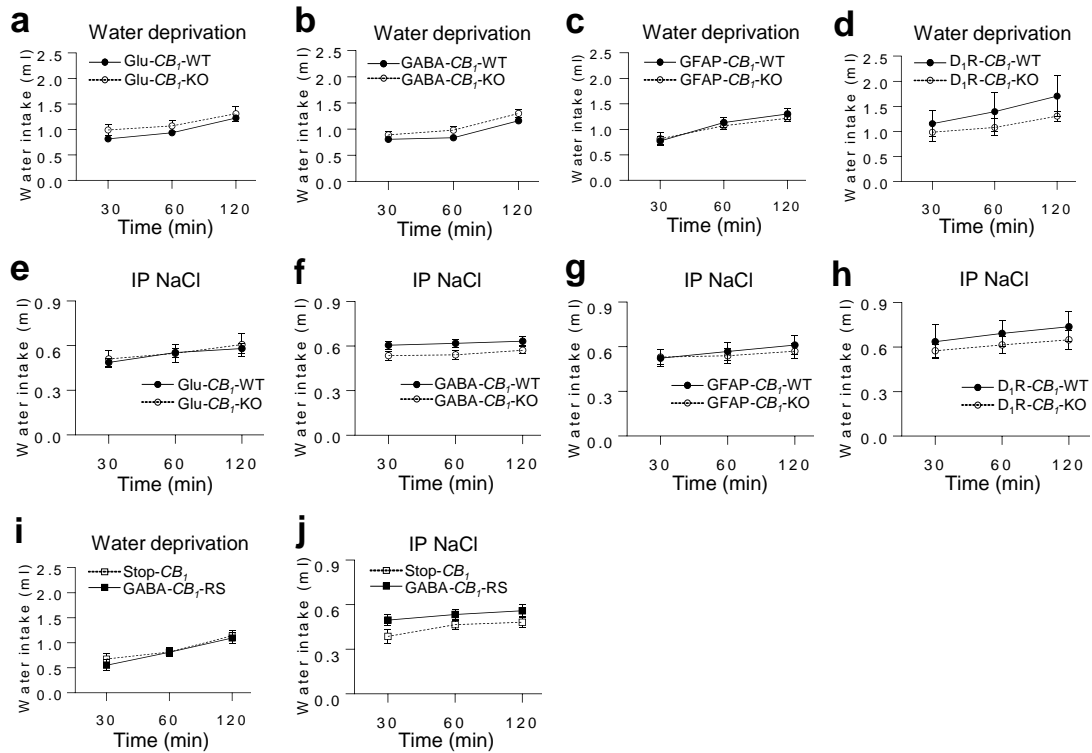 a
Water deprivation
Water intake (ml)
2.5
2.0
1.5
1.0
0.5
0.0
Glu-CB₁-WT
Glu-CB₁-KO
30 60 120
Time (min)
b
Water deprivation
Water intake (ml)
2.5
2.0
1.5
1.0
0.5
0.0
GABA-CB₁-WT
GABA-CB₁-KO
30 60 120
Time (min)
c
Water deprivation
Water intake (ml)
2.5
2.0
1.5
1.0
0.5
0.0
GFAP-CB₁-WT
GFAP-CB₁-KO
30 60 120
Time (min)
d
Water deprivation
Water intake (ml)
2.5
2.0
1.5
1.0
0.5
0.0
D₁R-CB₁-WT
D₁R-CB₁-KO
30 60 120
Time (min)
e
IP NaCl
Water intake (ml)
0.9
0.6
0.3
0.0
Glu-CB₁-WT
Glu-CB₁-KO
30 60 120
Time (min)
f
IP NaCl
Water intake (ml)
0.9
0.6
0.3
0.0
GABA-CB₁-WT
GABA-CB₁-KO
30 60 120
Time (min)
g
IP NaCl
Water intake (ml)
0.9
0.6
0.3
0.0
GFAP-CB₁-WT
GFAP-CB₁-KO
30 60 120
Time (min)
h
IP NaCl
Water intake (ml)
0.9
0.6
0.3
0.0
D₁R-CB₁-WT
D₁R-CB₁-KO
30 60 120
Time (min)
i
Water deprivation
Water intake (ml)
2.5
2.0
1.5
1.0
0.5
0.0
Stop-CB₁
GABA-CB₁-RS
30 60 120
Time (min)
j
IP NaCl
Water intake (ml)
0.9
0.6
0.3
0.0
Stop-CB₁
GABA-CB₁-RS
30 60 120
Time (min)